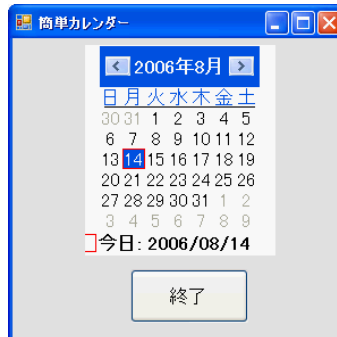 簡単カレンダー
2006年8月
日 月 火 水 木 金 土
30 31 1 2 3 4 5
6 7 8 9 10 11 12
13 14 15 16 17 18 19
20 21 22 23 24 25 26
27 28 29 30 31 1 2
3 4 5 6 7 8 9
今日: 2006/08/14
終了